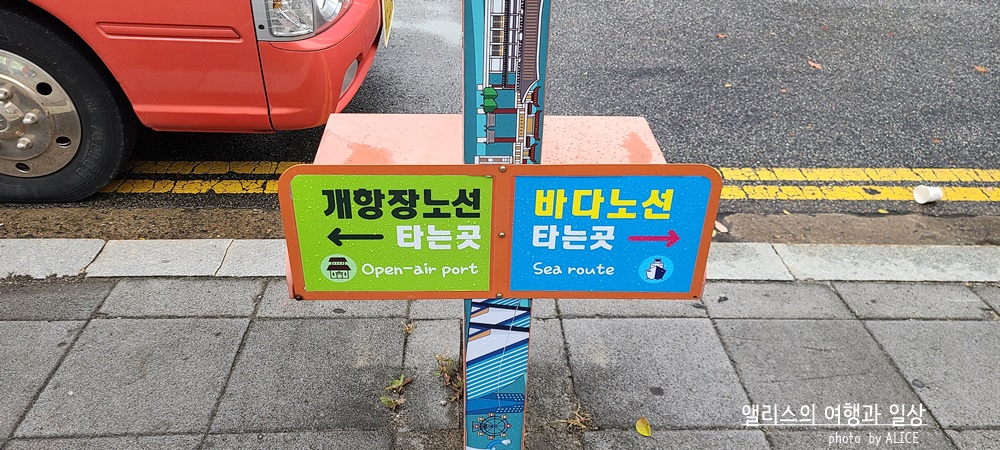 개항장노선
타는곳
Open-air port
바다노선
타는곳
Sea route
앨리스의 여행과 일상
photo by ALICE